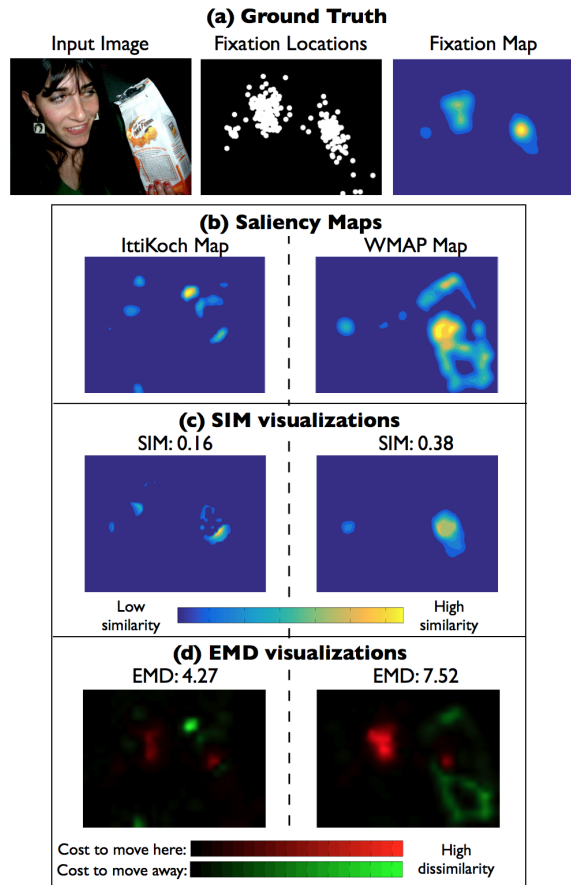 (a) Ground Truth
Input Image Fixation Locations Fixation Map
(b) Saliency Maps
IttiKoch Map WMAP Map
(c) SIM visualizations
SIM: 0.16 SIM: 0.38
Low similarity High similarity
(d) EMD visualizations
EMD: 4.27 EMD: 7.52
Cost to move here:
Cost to move away:
High dissimilarity